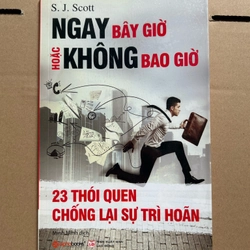 S. J. Scott
NGAY BÂY GIỜ
HOẶC
KHÔNG BAO GIỜ
23 THÓI QUEN
CHỐNG LẠI SỰ TRÌ HOÃN